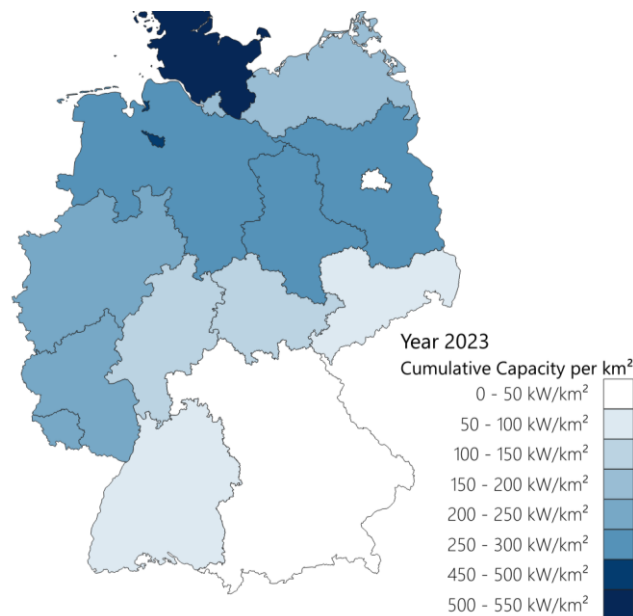 Year 2023
Cumulative Capacity per km²
0 - 50 kW/km²
50 - 100 kW/km²
100 - 150 kW/km²
150 - 200 kW/km²
200 - 250 kW/km²
250 - 300 kW/km²
450 - 500 kW/km²
500 - 550 kW/km²